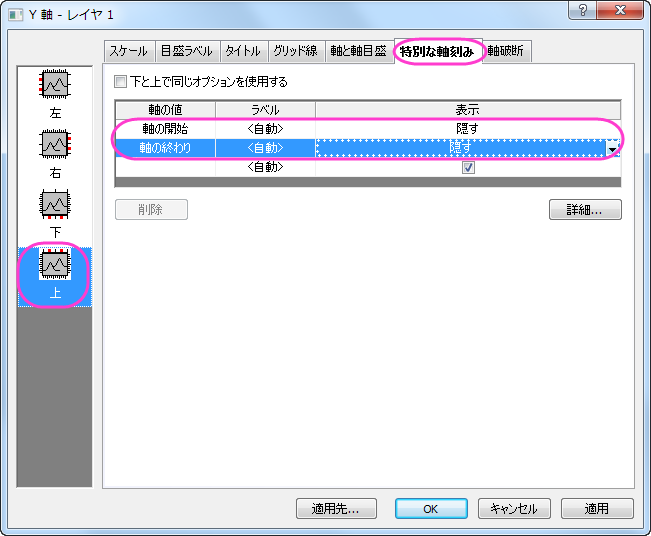 Y 軸 - レイヤ 1
スケール 目盛ラベル タイトル グリッド線 軸と軸目盛 特別な軸刻み 軸破断
左
右
下
上
下と上で同じオプションを使用する
軸の値 ラベル 表示
軸の開始 <自動> 隠す
軸の終わり <自動> 隠す
<自動>
削除 詳細...
適用先... OK キャンセル 適用